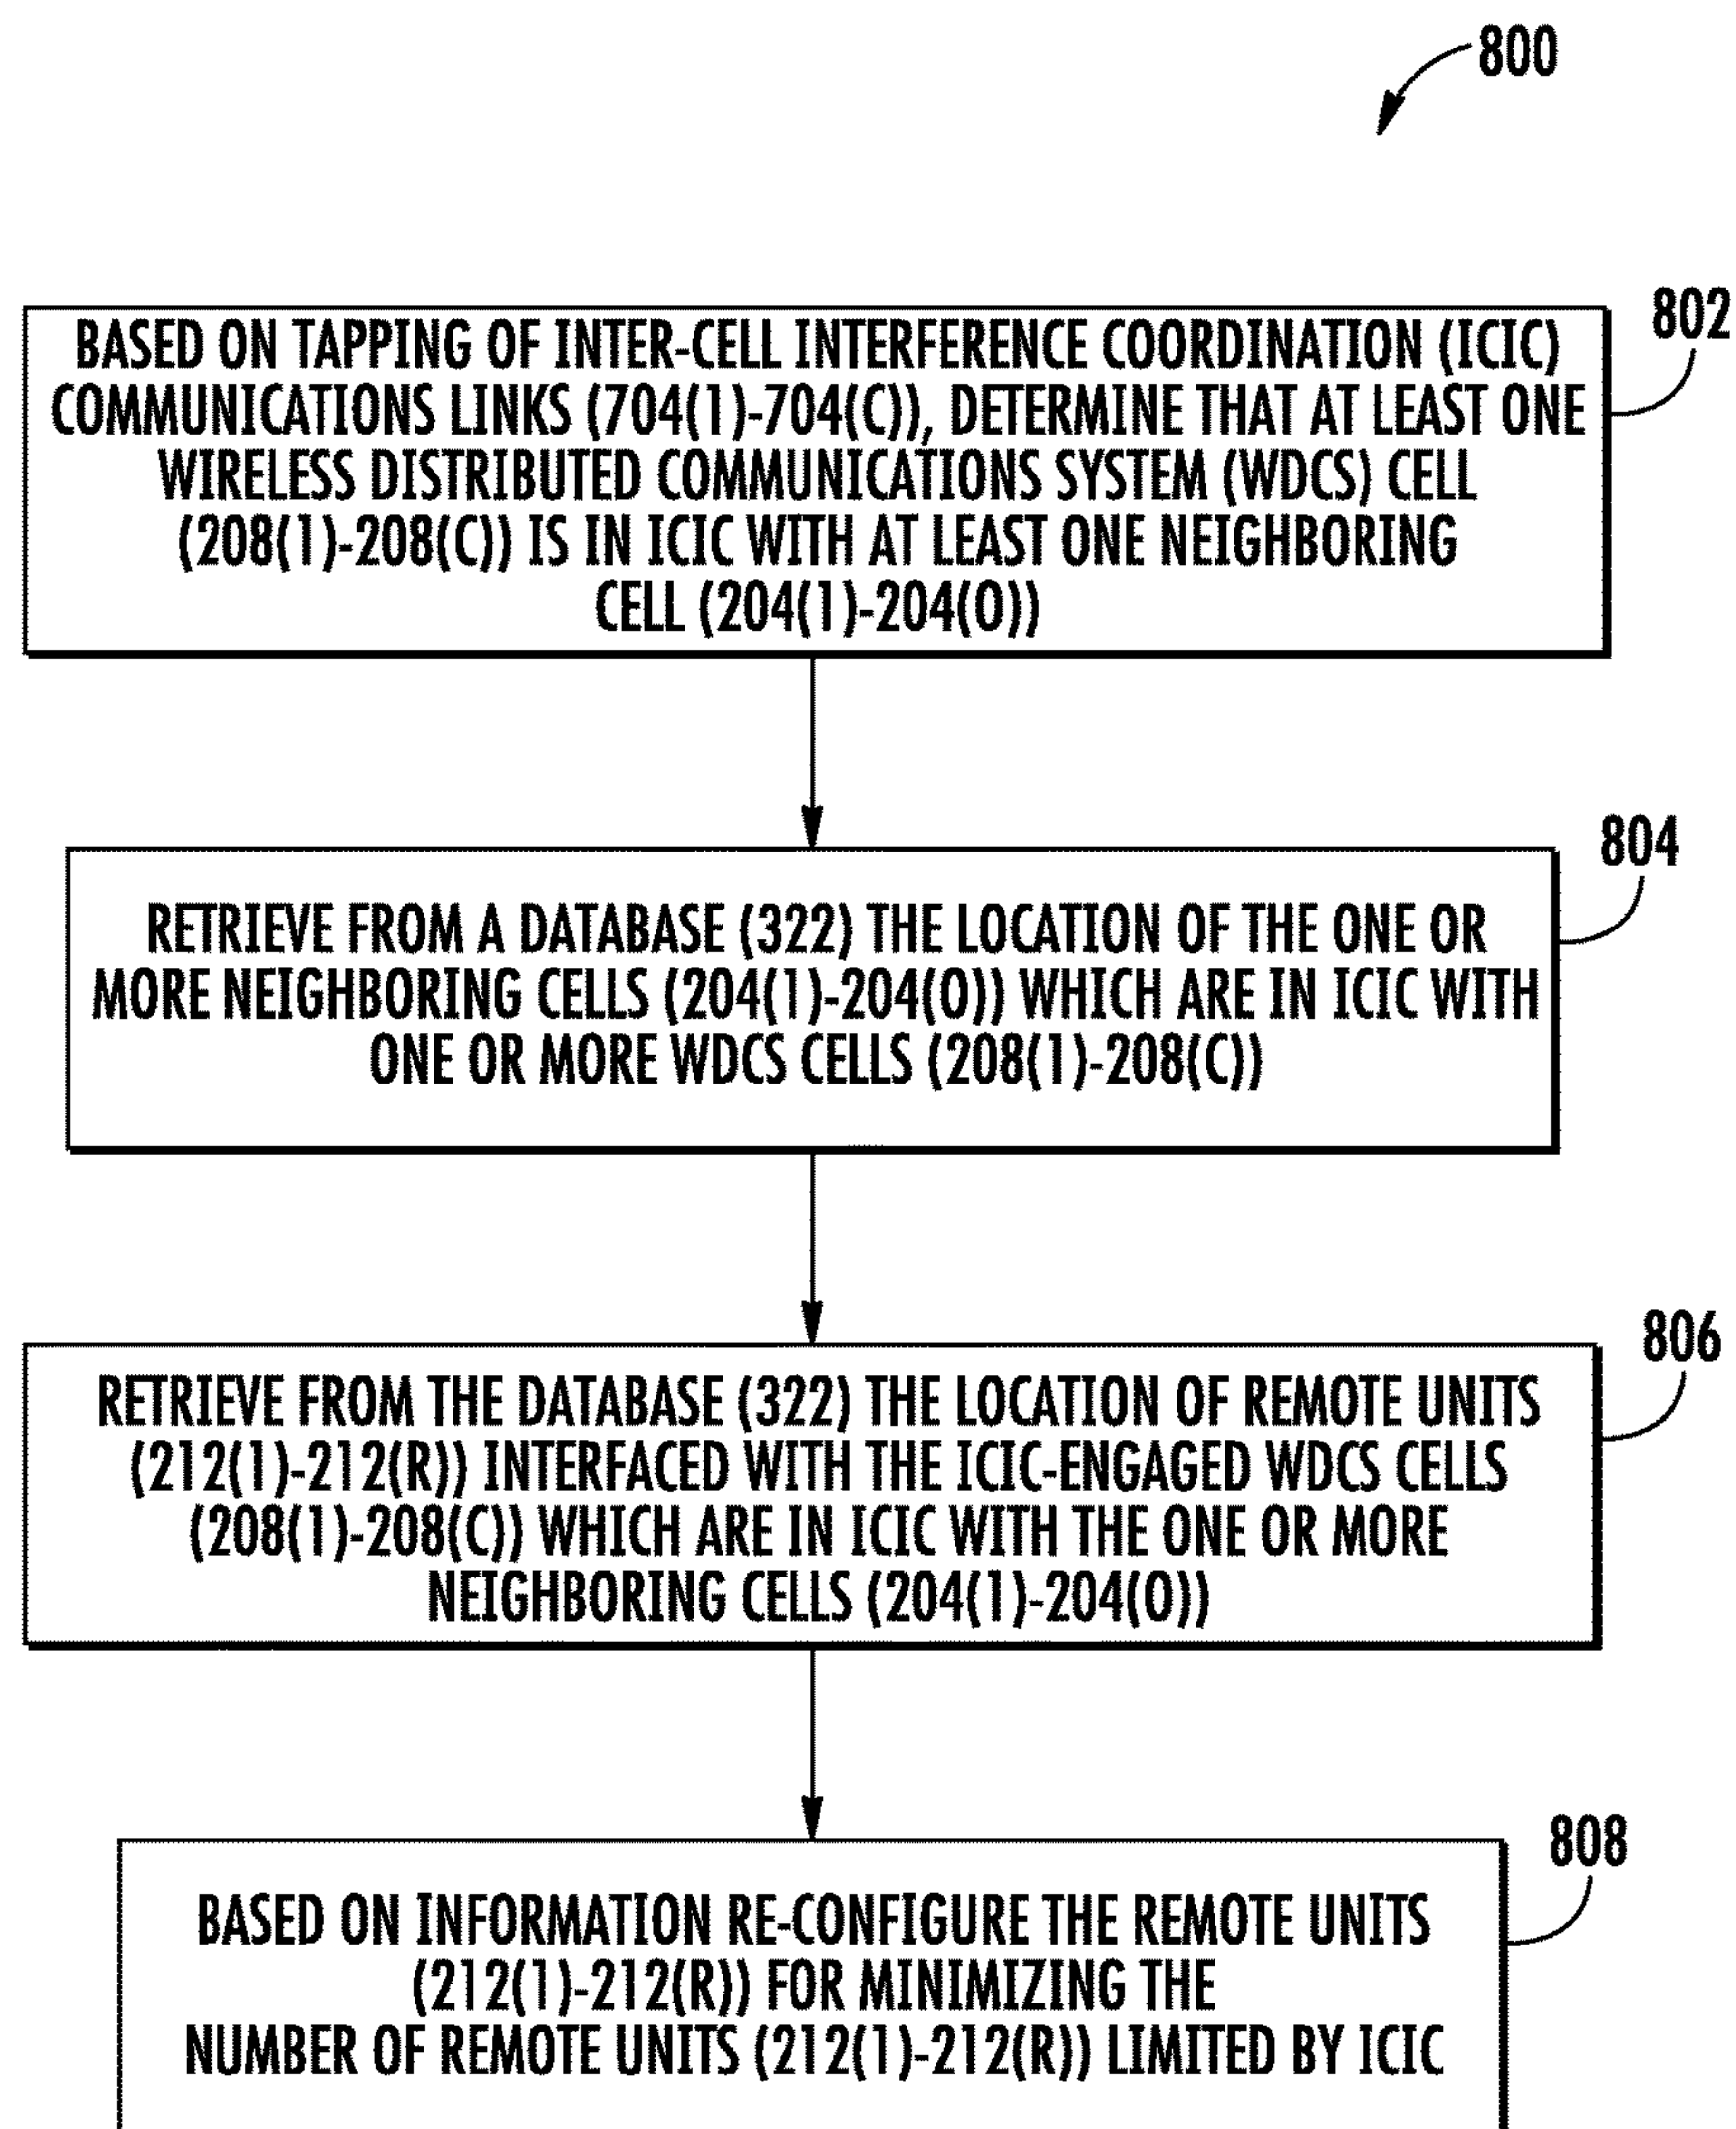 800
802
BASED ON TAPPING OF INTER-CELL INTERFERENCE COORDINATION (ICIC)
COMMUNICATIONS LINKS (704(1)-704(C)), DETERMINE THAT AT LEAST ONE
WIRELESS DISTRIBUTED COMMUNICATIONS SYSTEM (WDCS) CELL
(208(1)-208(C)) IS IN ICIC WITH AT LEAST ONE NEIGHBORING
CELL (204(1)-204(O))
804
RETRIEVE FROM A DATABASE (322) THE LOCATION OF THE ONE OR
MORE NEIGHBORING CELLS (204(1)-204(O)) WHICH ARE IN ICIC WITH
ONE OR MORE WDCS CELLS (208(1)-208(C))
806
RETRIEVE FROM THE DATABASE (322) THE LOCATION OF REMOTE UNITS
(212(1)-212(R)) INTERFACED WITH THE ICIC-ENGAGED WDCS CELLS
(208(1)-208(C)) WHICH ARE IN ICIC WITH THE ONE OR MORE
NEIGHBORING CELLS (204(1)-204(O))
808
BASED ON INFORMATION RE-CONFIGURE THE REMOTE UNITS
(212(1)-212(R)) FOR MINIMIZING THE
NUMBER OF REMOTE UNITS (212(1)-212(R)) LIMITED BY ICIC